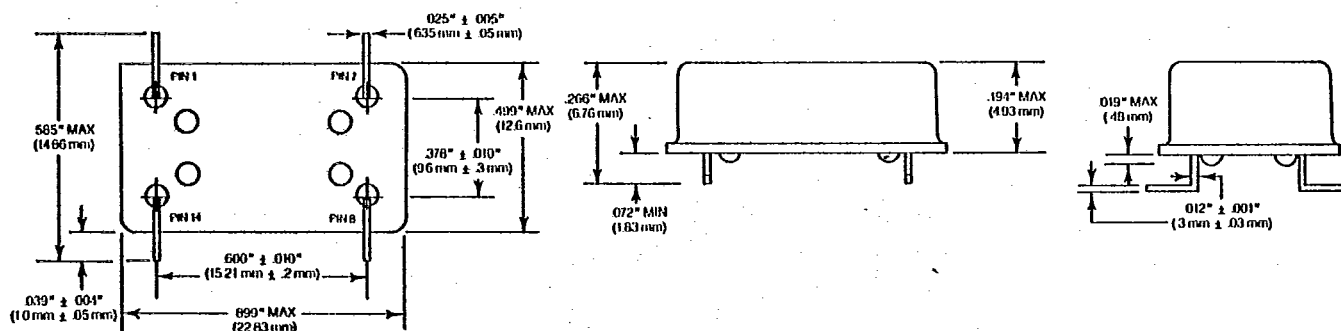 .025" ± .005"
(.635 mm ± .05 mm)
PIN 1
PIN 7
.585" MAX
(14.86 mm)
.499" MAX
(12.6 mm)
.378" ± .010"
(9.6 mm ± .3 mm)
PIN 14
PIN 8
.600" ± .010"
(15.21 mm ± .2 mm)
.039" ± .004"
(1.0 mm ± .05 mm)
.899" MAX
(22.83 mm)
.266" MAX
(6.76 mm)
.194" MAX
(4.93 mm)
.072" MIN
(1.83 mm)
.019" MAX
(.48 mm)
.012" ± .001"
(.3 mm ± .03 mm)